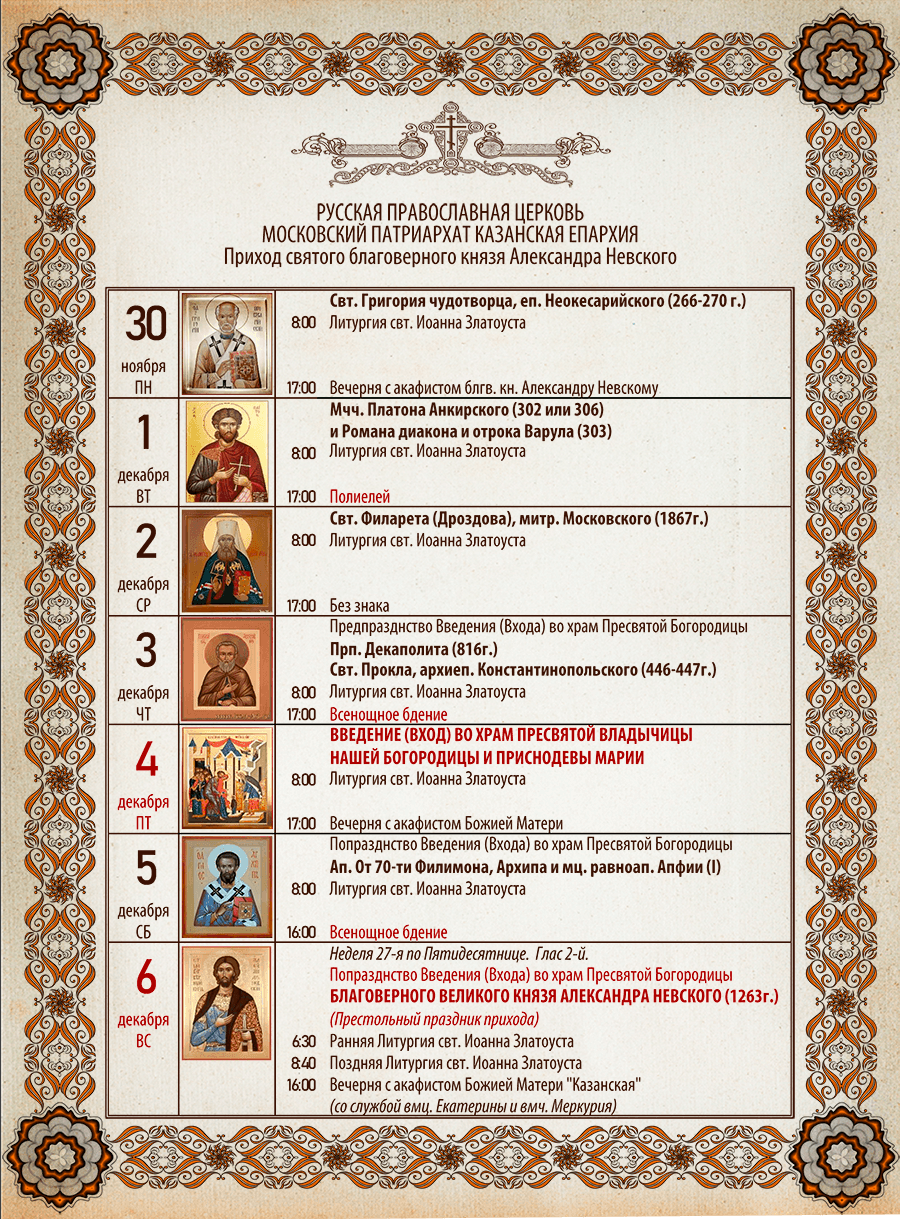 РУССКАЯ ПРАВОСЛАВНАЯ ЦЕРКОВЬ
МОСКОВСКИЙ ПАТРИАРХАТ КАЗАНСКАЯ ЕПАРХИЯ
Приход святого благоверного князя Александра Невского
30
ноября
ПН
Свт. Григория чудотворца, еп. Неокесарийского (266-270 г.)
8:00 Литургия свт. Иоанна Златоуста
17:00 Вечерня с акафистом блгв. кн. Александру Невскому
1
декабря
ВТ
Мчч. Платона Анкирского (302 или 306)
и Романа диакона и отрока Варула (303)
8:00 Литургия свт. Иоанна Златоуста
17:00 Полиелей
2
декабря
СР
Свт. Филарета (Дроздова), митр. Московского (1867г.)
8:00 Литургия свт. Иоанна Златоуста
17:00 Без знака
3
декабря
ЧТ
Предпразднство Введения (Входа) во храм Пресвятой Богородицы
Прп. Декаполита (816г.)
Свт. Прокла, архиеп. Константинопольского (446-447г.)
8:00 Литургия свт. Иоанна Златоуста
17:00 Всенощное бдение
4
декабря
ПТ
ВВЕДЕНИЕ (ВХОД) ВО ХРАМ ПРЕСВЯТОЙ ВЛАДЫЧИЦЫ
НАШЕЙ БОГОРОДИЦЫ И ПРИСНОДЕВЫ МАРИИ
8:00 Литургия свт. Иоанна Златоуста
17:00 Вечерня с акафистом Божией Матери
5
декабря
СБ
Попразднство Введения (Входа) во храм Пресвятой Богородицы
Ап. От 70-ти Филимона, Архипа и мц. равноап. Апфии (I)
8:00 Литургия свт. Иоанна Златоуста
16:00 Всенощное бдение
6
декабря
ВС
Неделя 27-я по Пятидесятнице. Глас 2-й.
Попразднство Введения (Входа) во храм Пресвятой Богородицы
БЛАГОВЕРНОГО ВЕЛИКОГО КНЯЗЯ АЛЕКСАНДРА НЕВСКОГО (1263г.)
(Престольный праздник прихода)
6:30 Ранняя Литургия свт. Иоанна Златоуста
8:40 Поздняя Литургия свт. Иоанна Златоуста
16:00 Вечерня с акафистом Божией Матери "Казанская"
(со службой вмц. Екатерины и вмч. Меркурия)